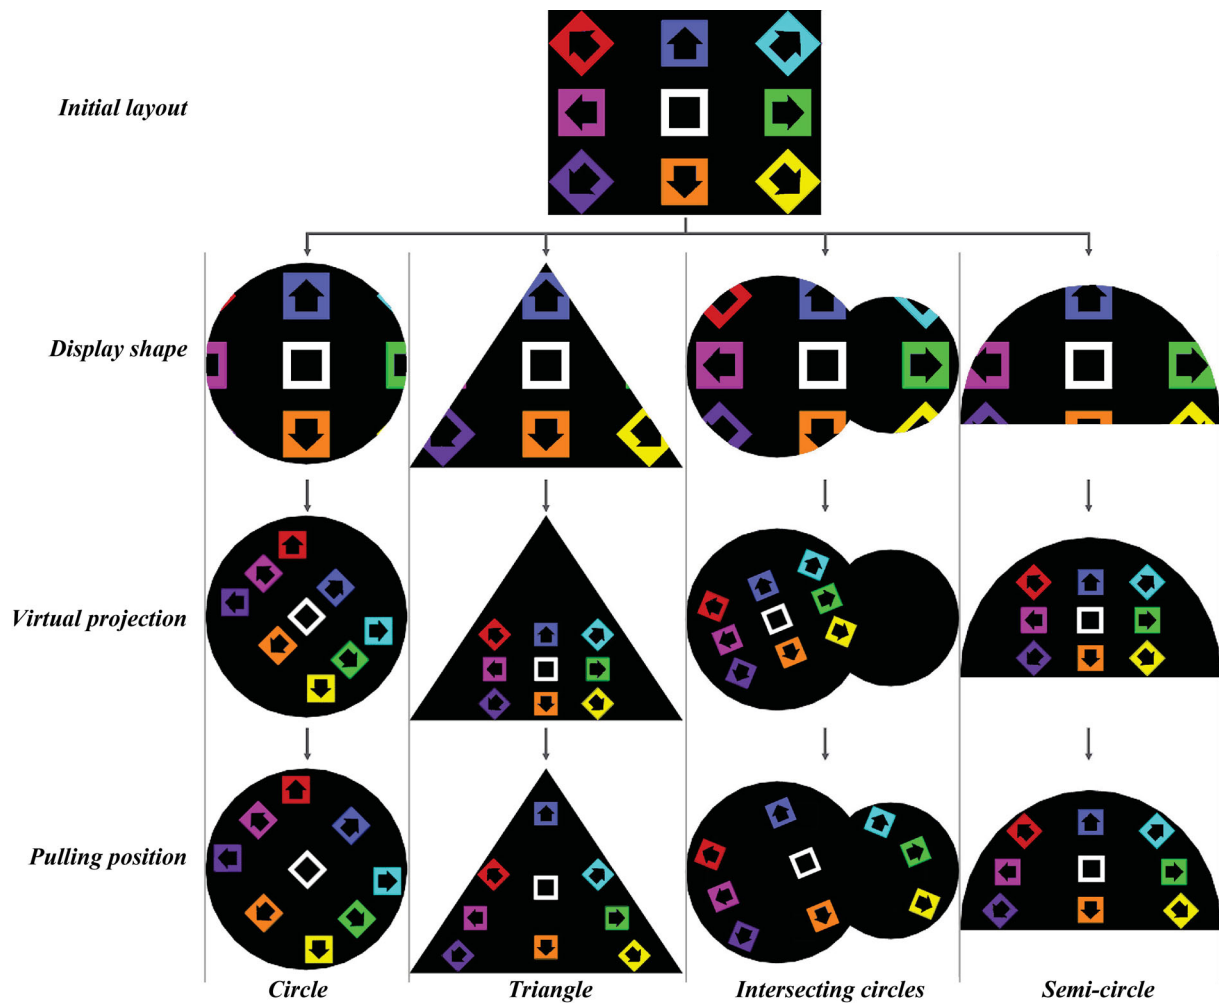 Initial layout
Display shape
Virtual projection
Pulling position
Circle
Triangle
Intersecting circles
Semi-circle